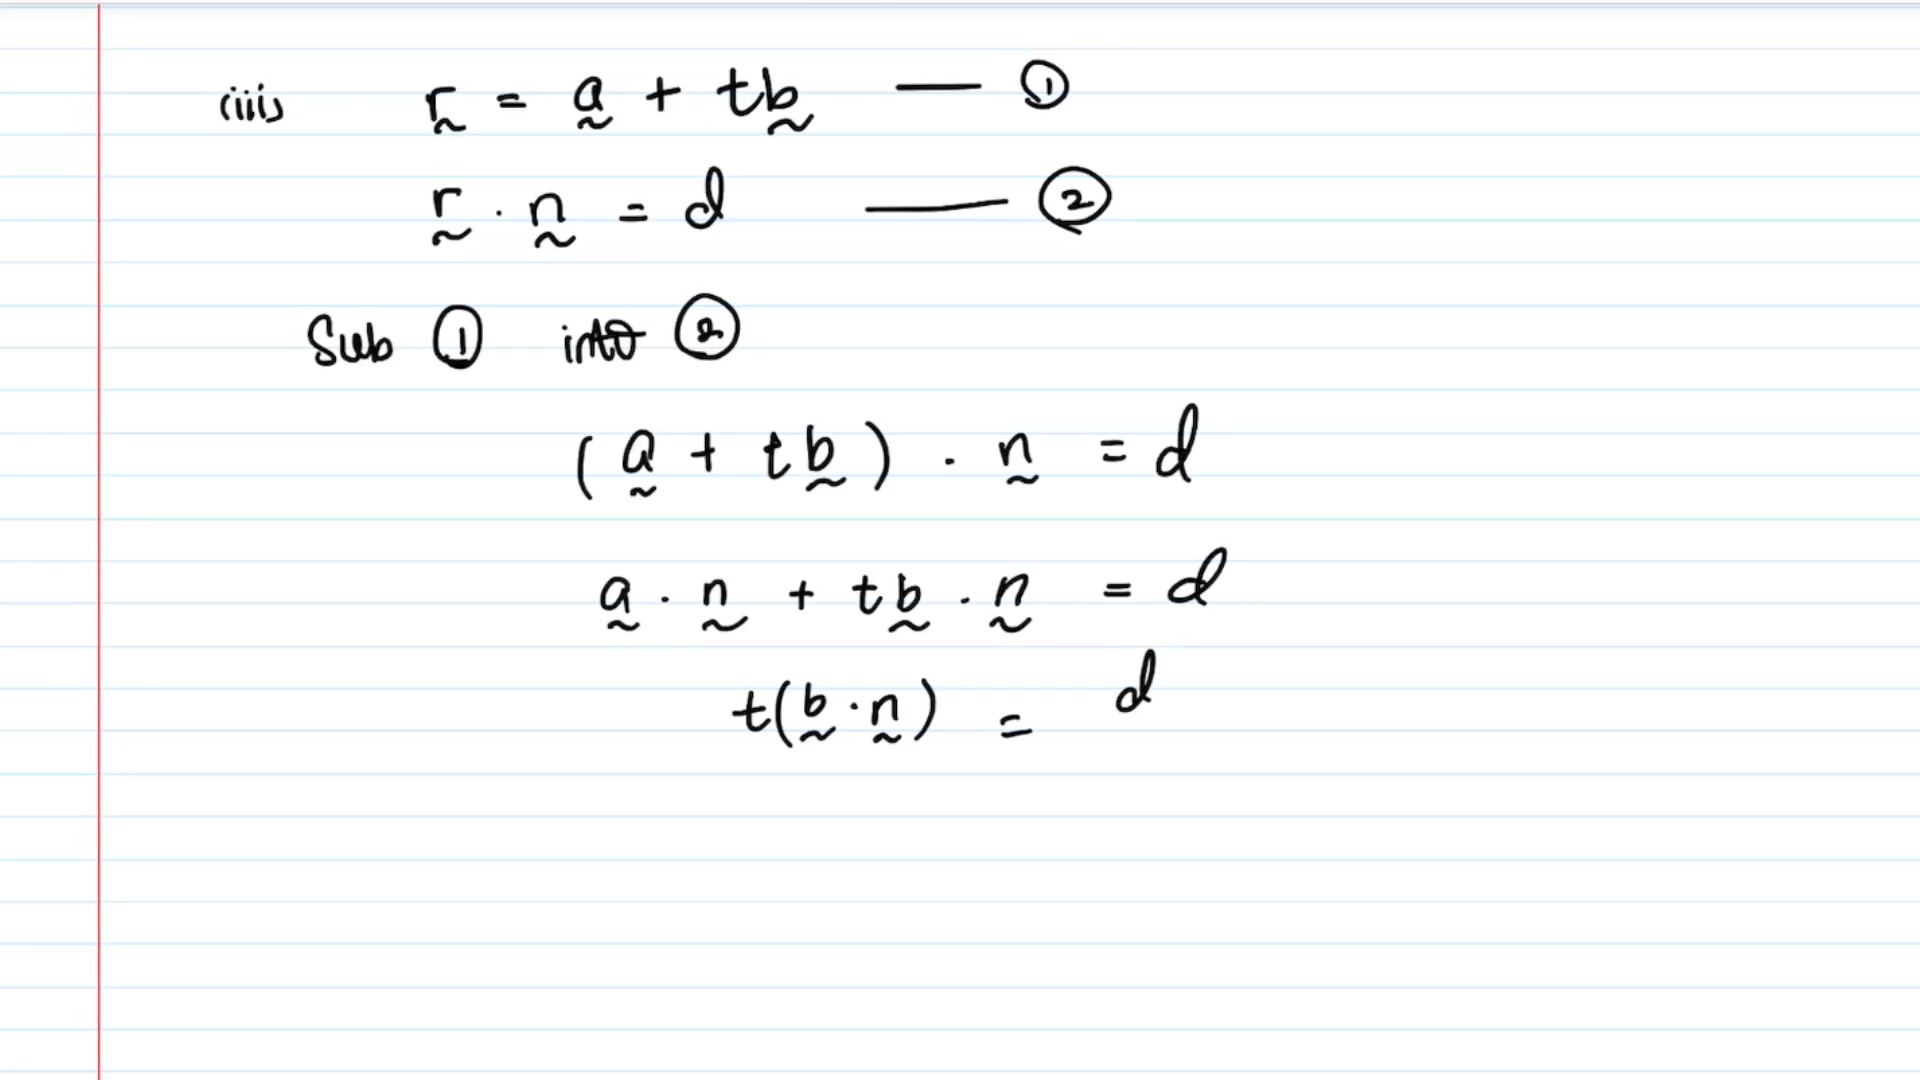 (iii) r̰ = a̰ + tb̰ — ①
r̰ · n̰ = d — ②
Sub ① into ②
(a̰ + tb̰) · n̰ = d
a̰ · n̰ + tb̰ · n̰ = d
t(b̰ · n̰) = d